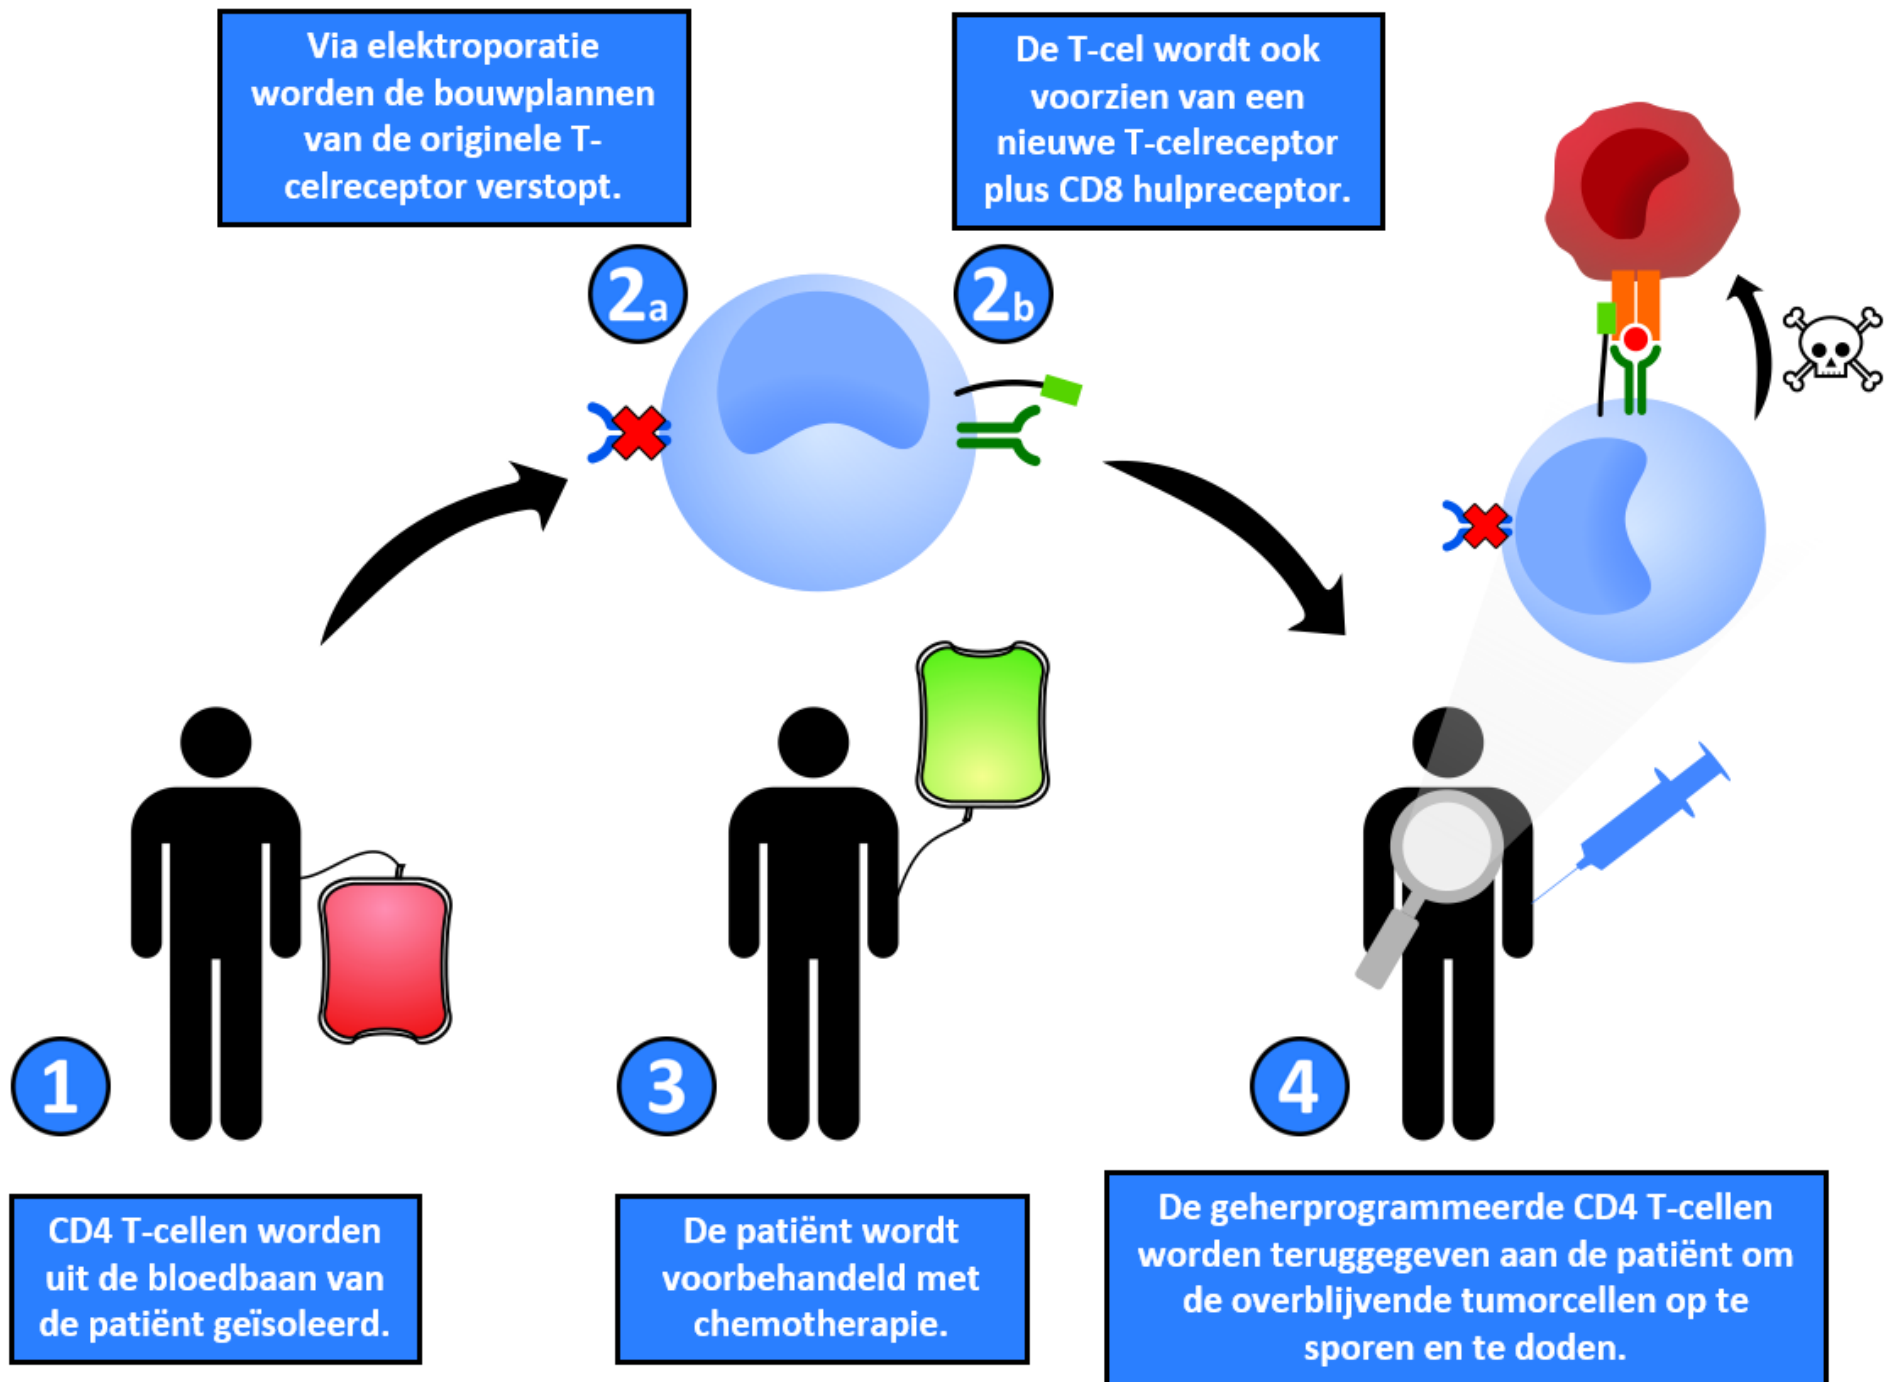 Via elektroporatie
worden de bouwplannen
van de originele T-
celreceptor verstopt.
De T-cel wordt ook
voorzien van een
nieuwe T-celreceptor
plus CD8 hulpreceptor.
2a
2b
1
3
4
CD4 T-cellen worden
uit de bloedbaan van
de patiënt geïsoleerd.
De patiënt wordt
voorbehandeld met
chemotherapie.
De geherprogrammeerde CD4 T-cellen
worden teruggegeven aan de patiënt om
de overblijvende tumorcellen op te
sporen en te doden.